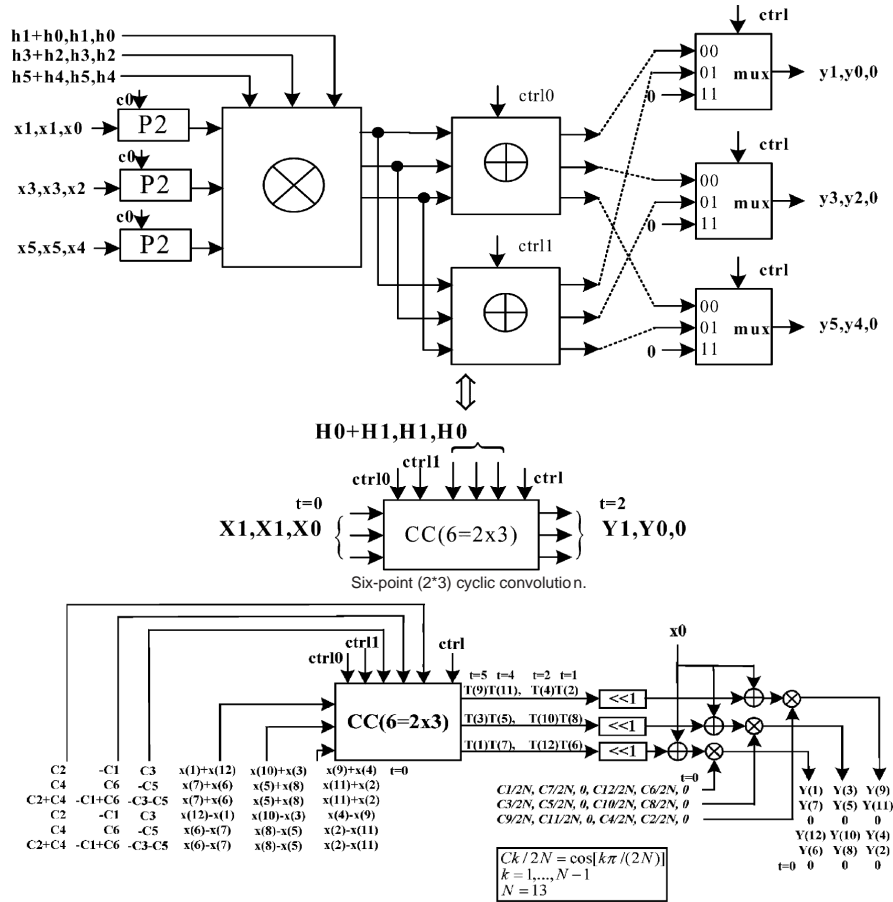 ctrl
h1+h0,h1,h0
h3+h2,h3,h2
h5+h4,h5,h4
00
01
0
11
mux
y1,y0,0
c0
ctrl0
x1,x1,x0
P2
ctrl
c0
x3,x3,x2
P2
00
01
0
11
mux
y3,y2,0
c0
x5,x5,x4
P2
ctrl1
ctrl
00
01
0
11
mux
y5,y4,0
H0+H1,H1,H0
ctrl1
ctrl0
ctrl
t=0
t=2
X1,X1,X0
CC(6=2x3)
Y1,Y0,0
Six-point (2*3) cyclic convolution.
x0
ctrl1
ctrl0
ctrl
t=5 t=4 t=2 t=1
T(9)T(11), T(4)T(2)
<<1
CC(6=2x3)
T(3)T(5), T(10)T(8)
<<1
T(1)T(7), T(12)T(6)
<<1
t=0
t=0
C2 -C1 C3 x(1)+x(12) x(10)+x(3) x(9)+x(4)
C4 C6 -C5 x(7)+x(6) x(5)+x(8) x(11)+x(2)
C2+C4 -C1+C6 -C3-C5 x(7)+x(6) x(5)+x(8) x(11)+x(2)
C2 -C1 C3 x(12)-x(1) x(10)-x(3) x(4)-x(9)
C4 C6 -C5 x(6)-x(7) x(8)-x(5) x(2)-x(11)
C2+C4 -C1+C6 -C3-C5 x(6)-x(7) x(8)-x(5) x(2)-x(11)
C1/2N, C7/2N, 0, C12/2N, C6/2N, 0
C3/2N, C5/2N, 0, C10/2N, C8/2N, 0
C9/2N, C11/2N, 0, C4/2N, C2/2N, 0
Y(1) Y(3) Y(9)
Y(7) Y(5) Y(11)
0 0 0
Y(12) Y(10) Y(4)
Y(6) Y(8) Y(2)
t=0 0 0 0
Ck/2N = cos[kπ/(2N)]
k = 1,...,N−1
N = 13